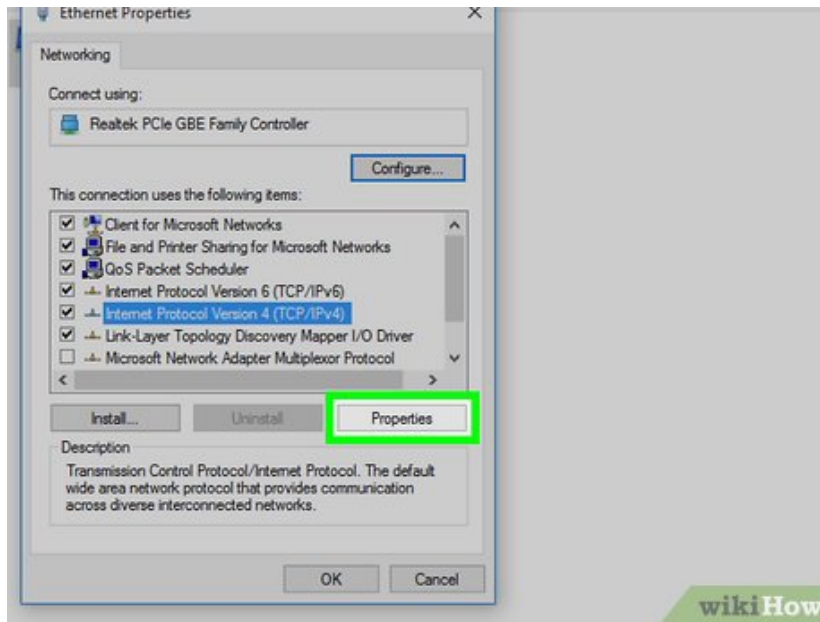 Ethernet Properties
Networking
Connect using:
Realtek PCIe GBE Family Controller
Configure...
This connection uses the following items:
Client for Microsoft Networks
File and Printer Sharing for Microsoft Networks
QoS Packet Scheduler
Internet Protocol Version 6 (TCP/IPv6)
Internet Protocol Version 4 (TCP/IPv4)
Link-Layer Topology Discovery Mapper I/O Driver
Microsoft Network Adapter Multiplexor Protocol
Install...
Uninstall
Properties
Description
Transmission Control Protocol/Internet Protocol. The default
wide area network protocol that provides communication
across diverse interconnected networks.
OK
Cancel
wikiHow